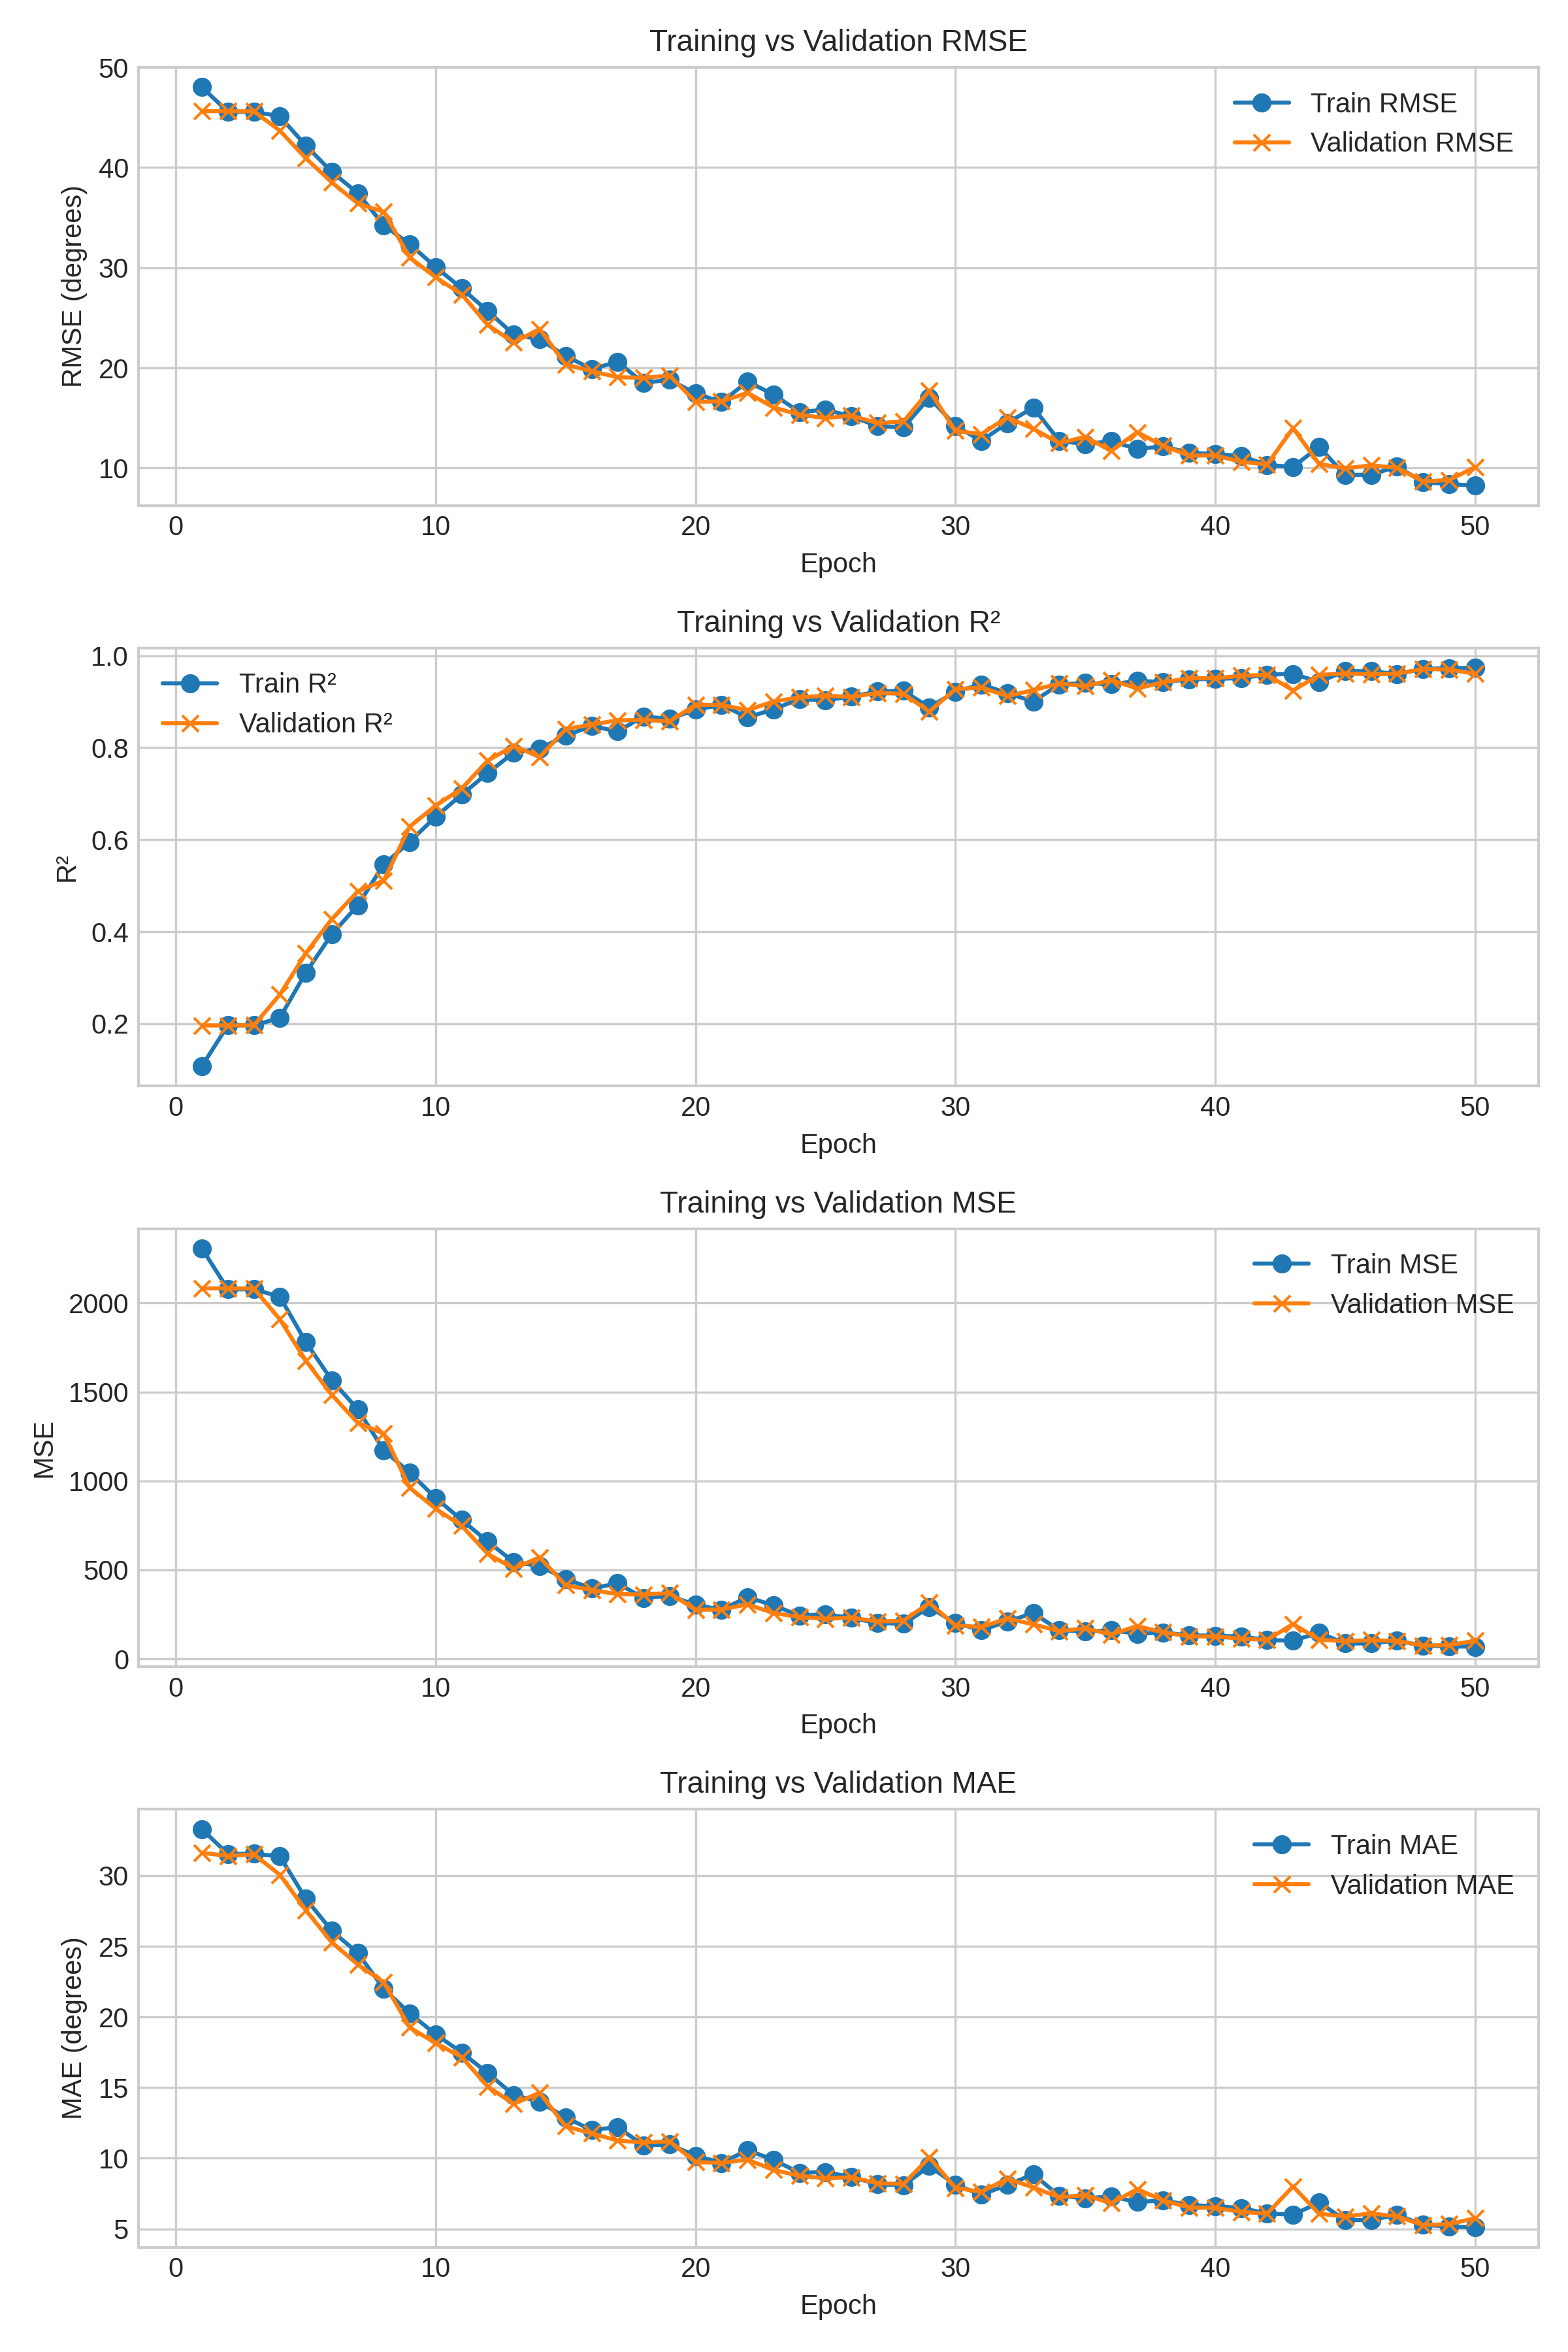 Training vs Validation RMSE
50
40
30
20
10
RMSE (degrees)
Train RMSE
Validation RMSE
0 10 20 30 40 50
Epoch
Training vs Validation R²
1.0
0.8
0.6
0.4
0.2
R²
Train R²
Validation R²
0 10 20 30 40 50
Epoch
Training vs Validation MSE
2000
1500
1000
500
0
MSE
Train MSE
Validation MSE
0 10 20 30 40 50
Epoch
Training vs Validation MAE
30
25
20
15
10
5
MAE (degrees)
Train MAE
Validation MAE
0 10 20 30 40 50
Epoch